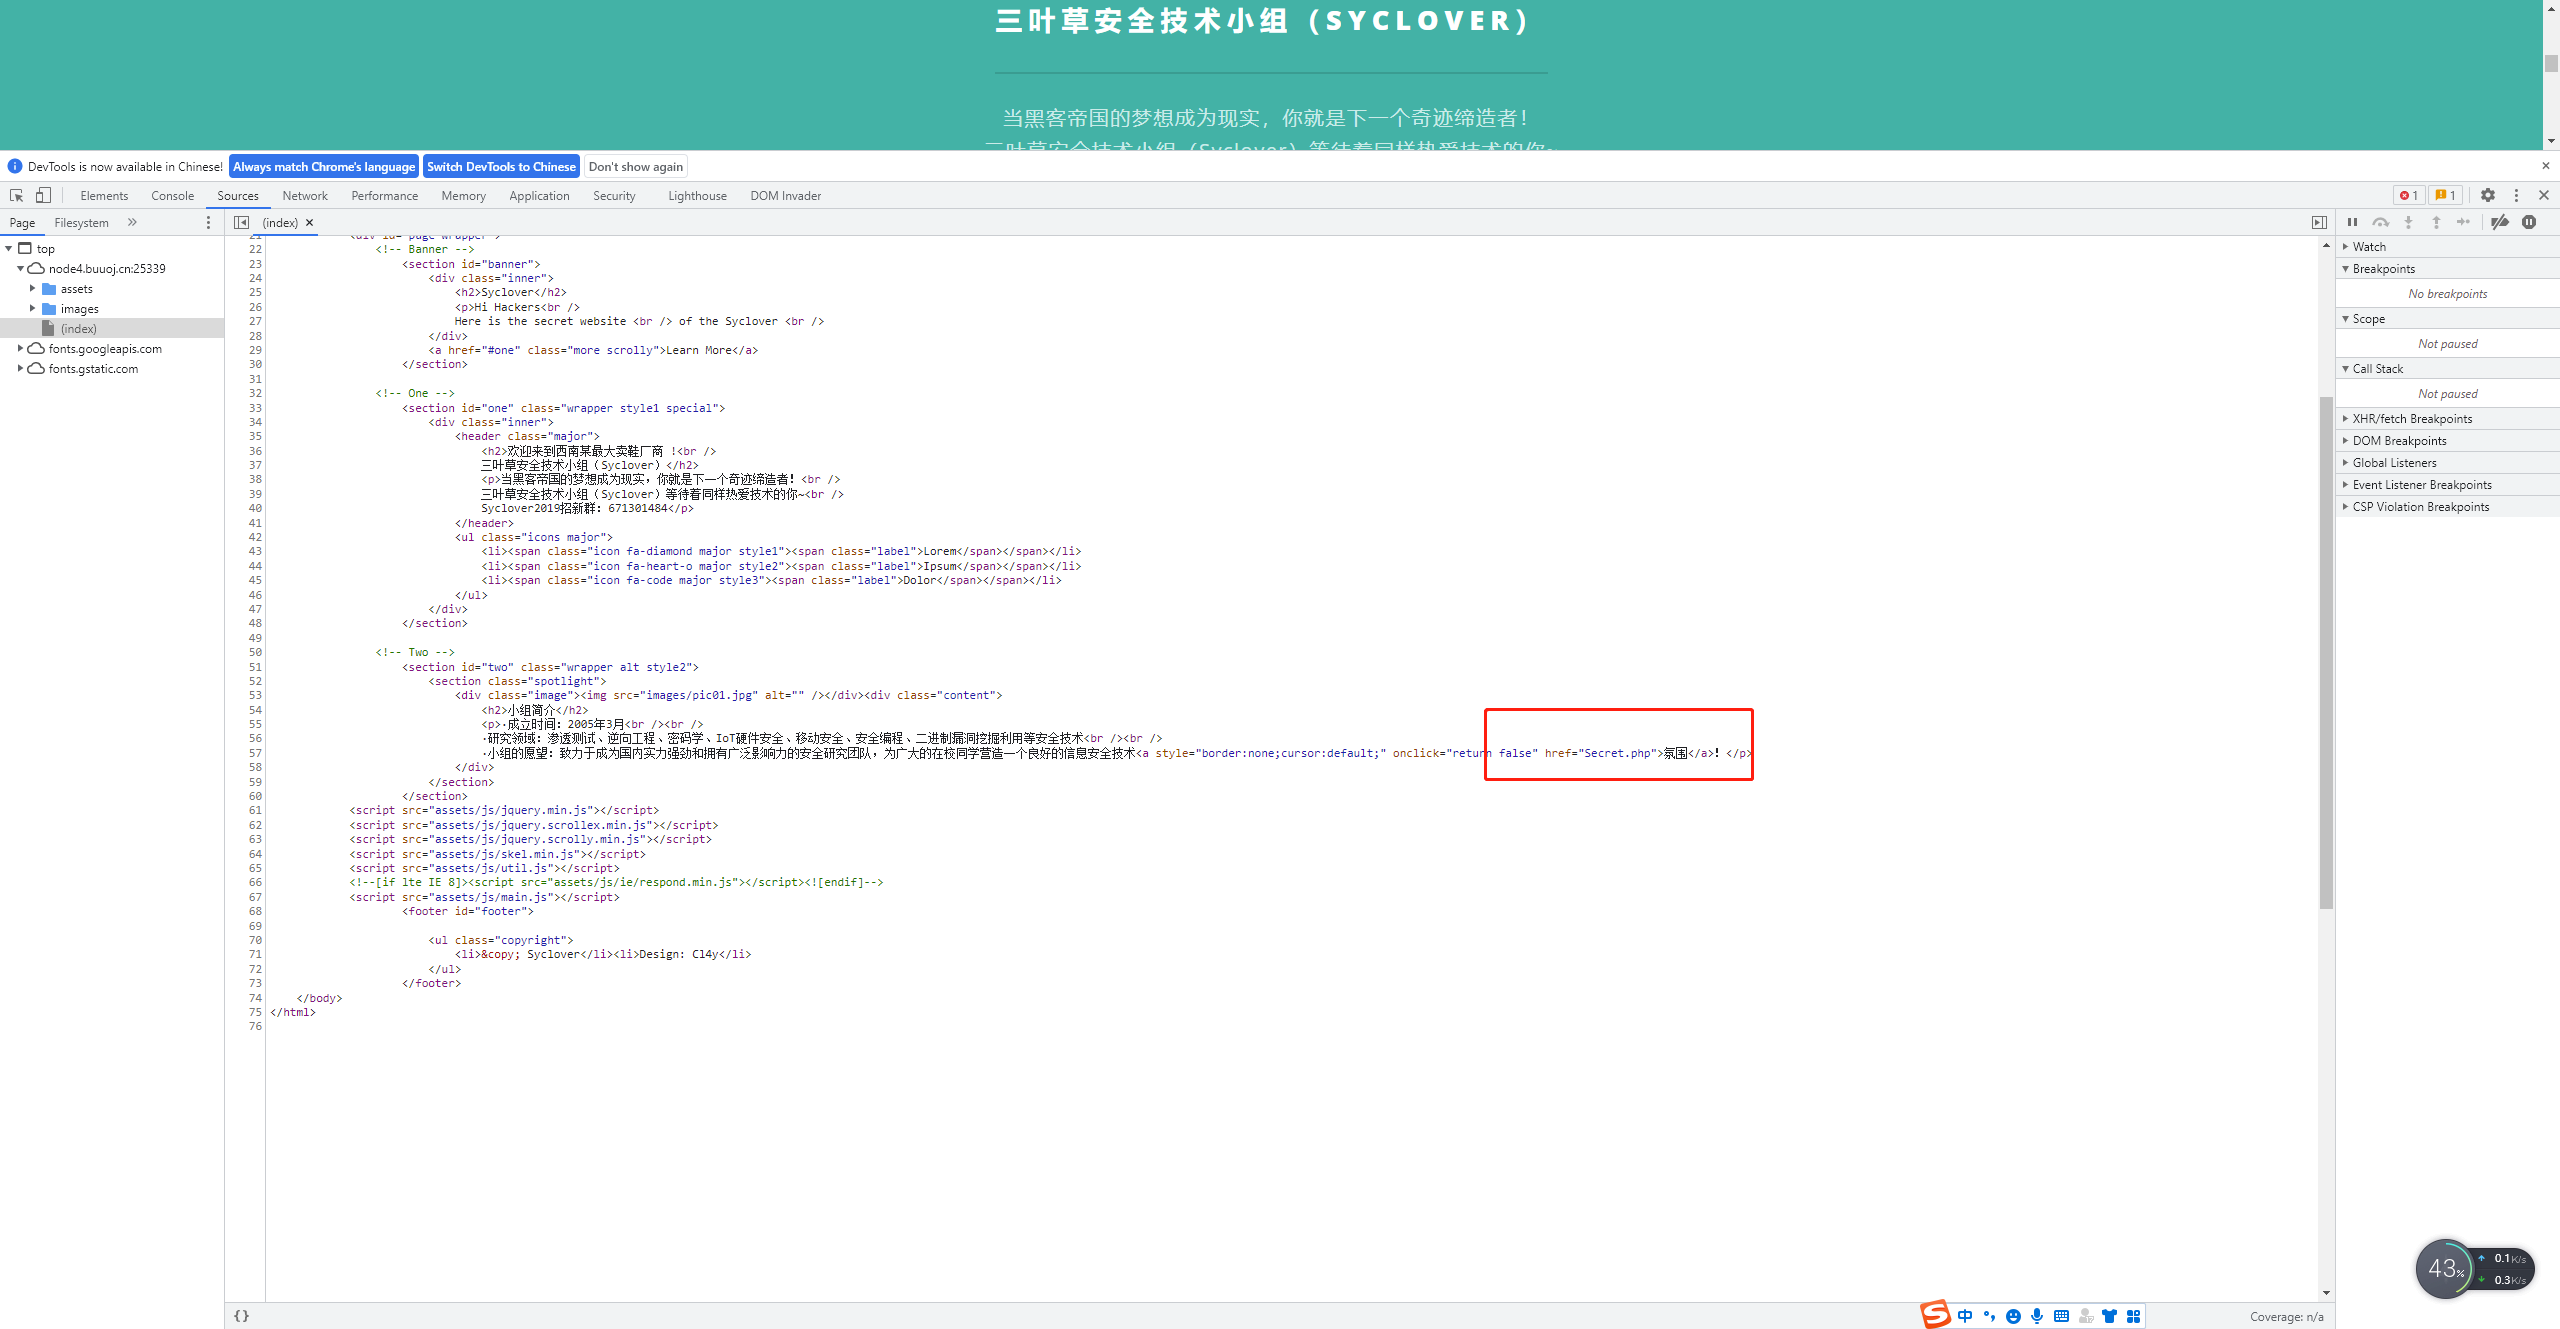 三叶草安全技术小组（SYCLOVER）
当黑客帝国的梦想成为现实，你就是下一个奇迹缔造者！
三叶草安全技术小组（Syclover）等待着同样热爱技术的你~
DevTools is now available in Chinese! Always match Chrome's language Switch DevTools to Chinese Don't show again
Elements Console Sources Network Performance Memory Application Security Lighthouse DOM Invader 1 1
Page Filesystem (index)
top
node4.buuoj.cn:25339
assets
images
(index)
fonts.googleapis.com
fonts.gstatic.com
21 <div id="page-wrapper">
22 <!-- Banner -->
23 <section id="banner">
24 <div class="inner">
25 <h2>Syclover</h2>
26 <p>Hi Hackers<br />
27 Here is the secret website <br /> of the Syclover <br />
28 </div>
29 <a href="#one" class="more scrolly">Learn More</a>
30 </section>
31
32 <!-- One -->
33 <section id="one" class="wrapper style1 special">
34 <div class="inner">
35 <header class="major">
36 <h2>欢迎来到西南某最大卖鞋厂商 !<br />
37 三叶草安全技术小组（Syclover）</h2>
38 <p>当黑客帝国的梦想成为现实，你就是下一个奇迹缔造者！<br />
39 三叶草安全技术小组（Syclover）等待着同样热爱技术的你~<br />
40 Syclover2019招新群：671301484</p>
41 </header>
42 <ul class="icons major">
43 <li><span class="icon fa-diamond major style1"><span class="label">Lorem</span></span></li>
44 <li><span class="icon fa-heart-o major style2"><span class="label">Ipsum</span></span></li>
45 <li><span class="icon fa-code major style3"><span class="label">Dolor</span></span></li>
46 </ul>
47 </div>
48 </section>
49
50 <!-- Two -->
51 <section id="two" class="wrapper alt style2">
52 <section class="spotlight">
53 <div class="image"><img src="images/pic01.jpg" alt="" /></div><div class="content">
54 <h2>小组简介</h2>
55 <p>·成立时间：2005年3月<br /><br />
56 ·研究领域：渗透测试、逆向工程、密码学、IoT硬件安全、移动安全、安全编程、二进制漏洞挖掘利用等安全技术<br /><br />
57 ·小组的愿望：致力于成为国内实力强劲和拥有广泛影响力的安全研究团队，为广大的在校同学营造一个良好的信息安全技术<a style="border:none;cursor:default;" onclick="return false" href="Secret.php">氛围</a>！</p>
58 </div>
59 </section>
60 </section>
61 <script src="assets/js/jquery.min.js"></script>
62 <script src="assets/js/jquery.scrollex.min.js"></script>
63 <script src="assets/js/jquery.scrolly.min.js"></script>
64 <script src="assets/js/skel.min.js"></script>
65 <script src="assets/js/util.js"></script>
66 <!--[if lte IE 8]><script src="assets/js/ie/respond.min.js"></script><![endif]-->
67 <script src="assets/js/main.js"></script>
68 <footer id="footer">
69
70 <ul class="copyright">
71 <li>&copy; Syclover</li><li>Design: Cl4y</li>
72 </ul>
73 </footer>
74 </body>
75 </html>
76
Watch
Breakpoints
No breakpoints
Scope
Not paused
Call Stack
Not paused
XHR/fetch Breakpoints
DOM Breakpoints
Global Listeners
Event Listener Breakpoints
CSP Violation Breakpoints
43% 0.1K/s
0.3K/s
{} 中 Coverage: n/a